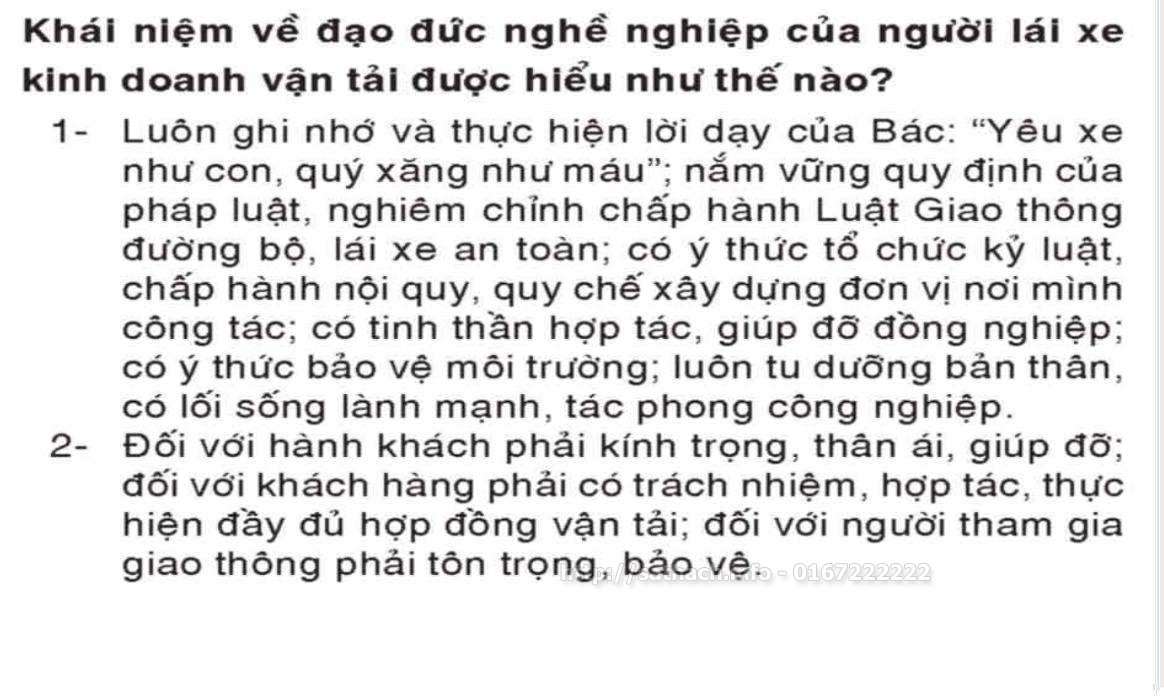 Khái niệm về đạo đức nghề nghiệp của người lái xe
kinh doanh vận tải được hiểu như thế nào?
1- Luôn ghi nhớ và thực hiện lời dạy của Bác: “Yêu xe
như con, quý xăng như máu”; nắm vững quy định của
pháp luật, nghiêm chỉnh chấp hành Luật Giao thông
đường bộ, lái xe an toàn; có ý thức tổ chức kỷ luật,
chấp hành nội quy, quy chế xây dựng đơn vị nơi mình
công tác; có tinh thần hợp tác, giúp đỡ đồng nghiệp;
có ý thức bảo vệ môi trường; luôn tu dưỡng bản thân,
có lối sống lành mạnh, tác phong công nghiệp.
2- Đối với hành khách phải kính trọng, thân ái, giúp đỡ;
đối với khách hàng phải có trách nhiệm, hợp tác, thực
hiện đầy đủ hợp đồng vận tải; đối với người tham gia
giao thông phải tôn trọng, bảo vệ.
- 0167222222